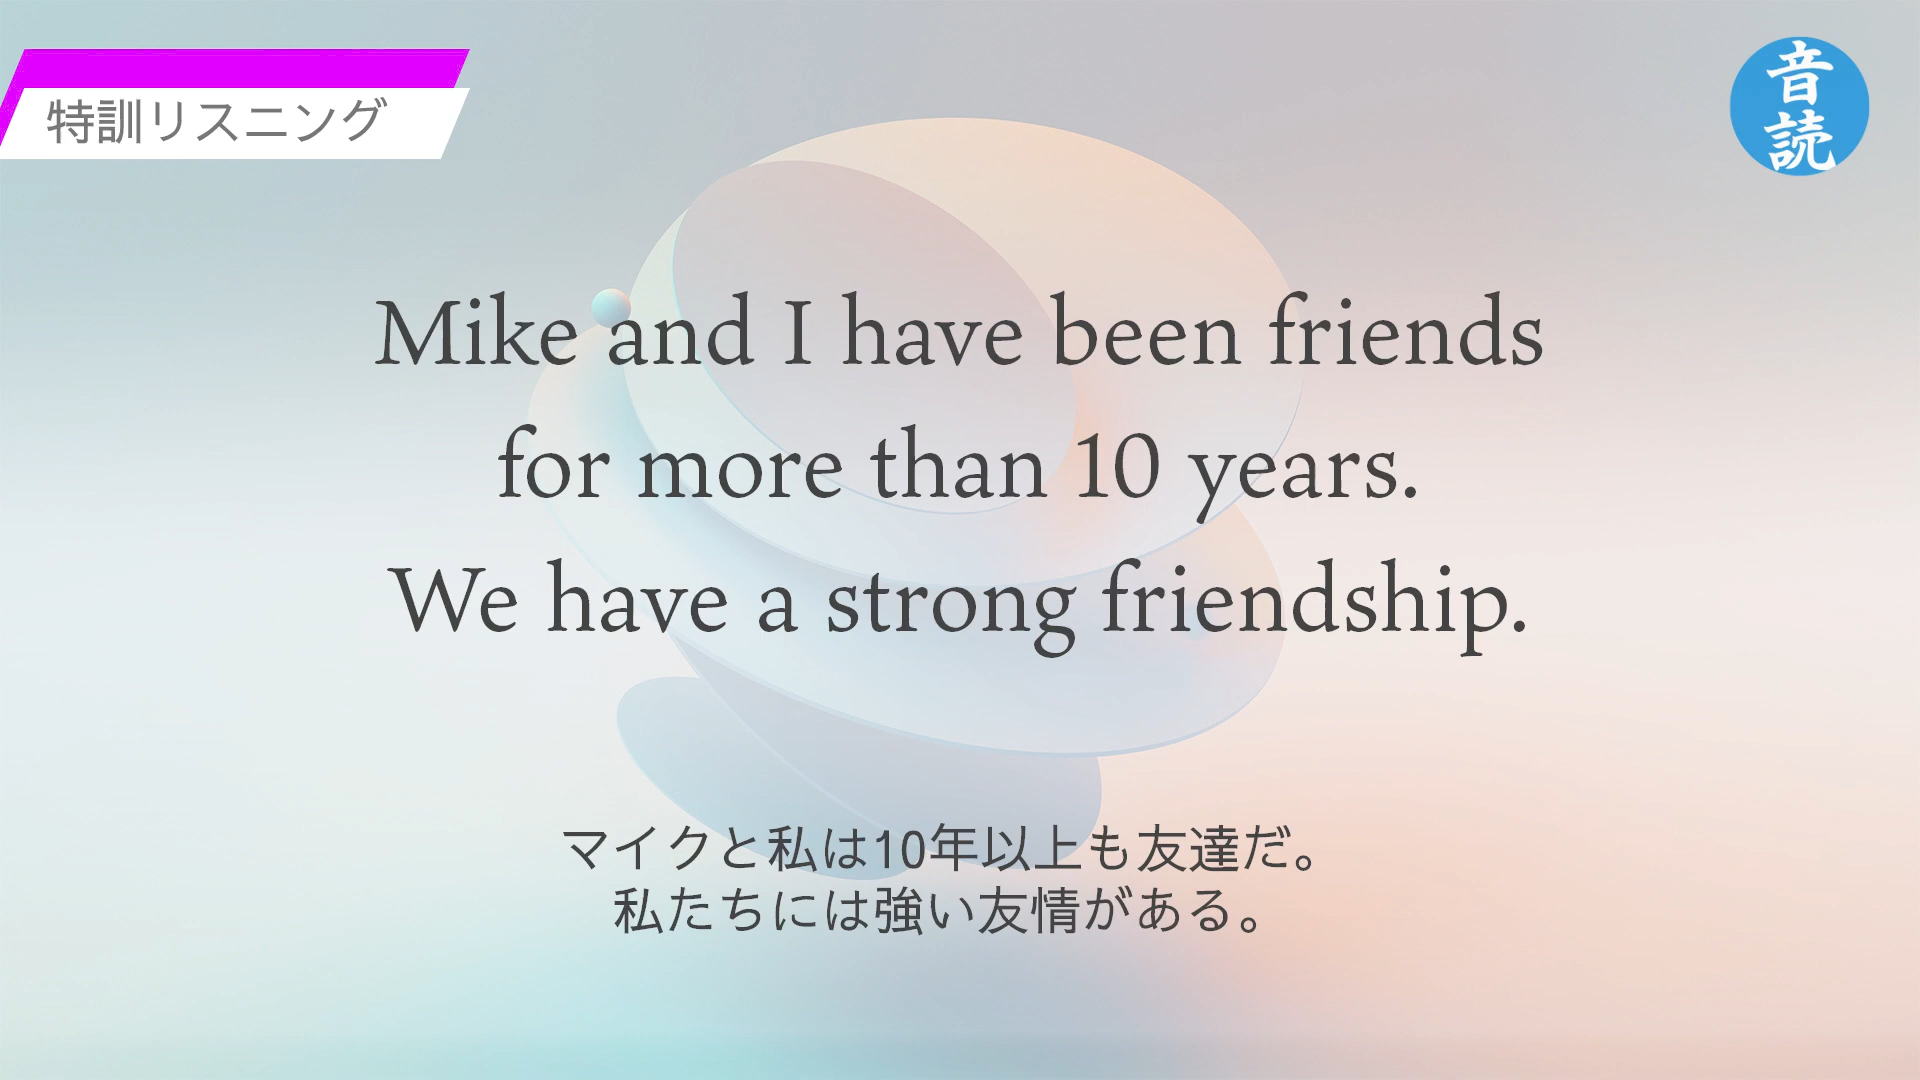 特訓リスニング
音読
Mike and I have been friends
for more than 10 years.
We have a strong friendship.
マイクと私は10年以上も友達だ。
私たちには強い友情がある。